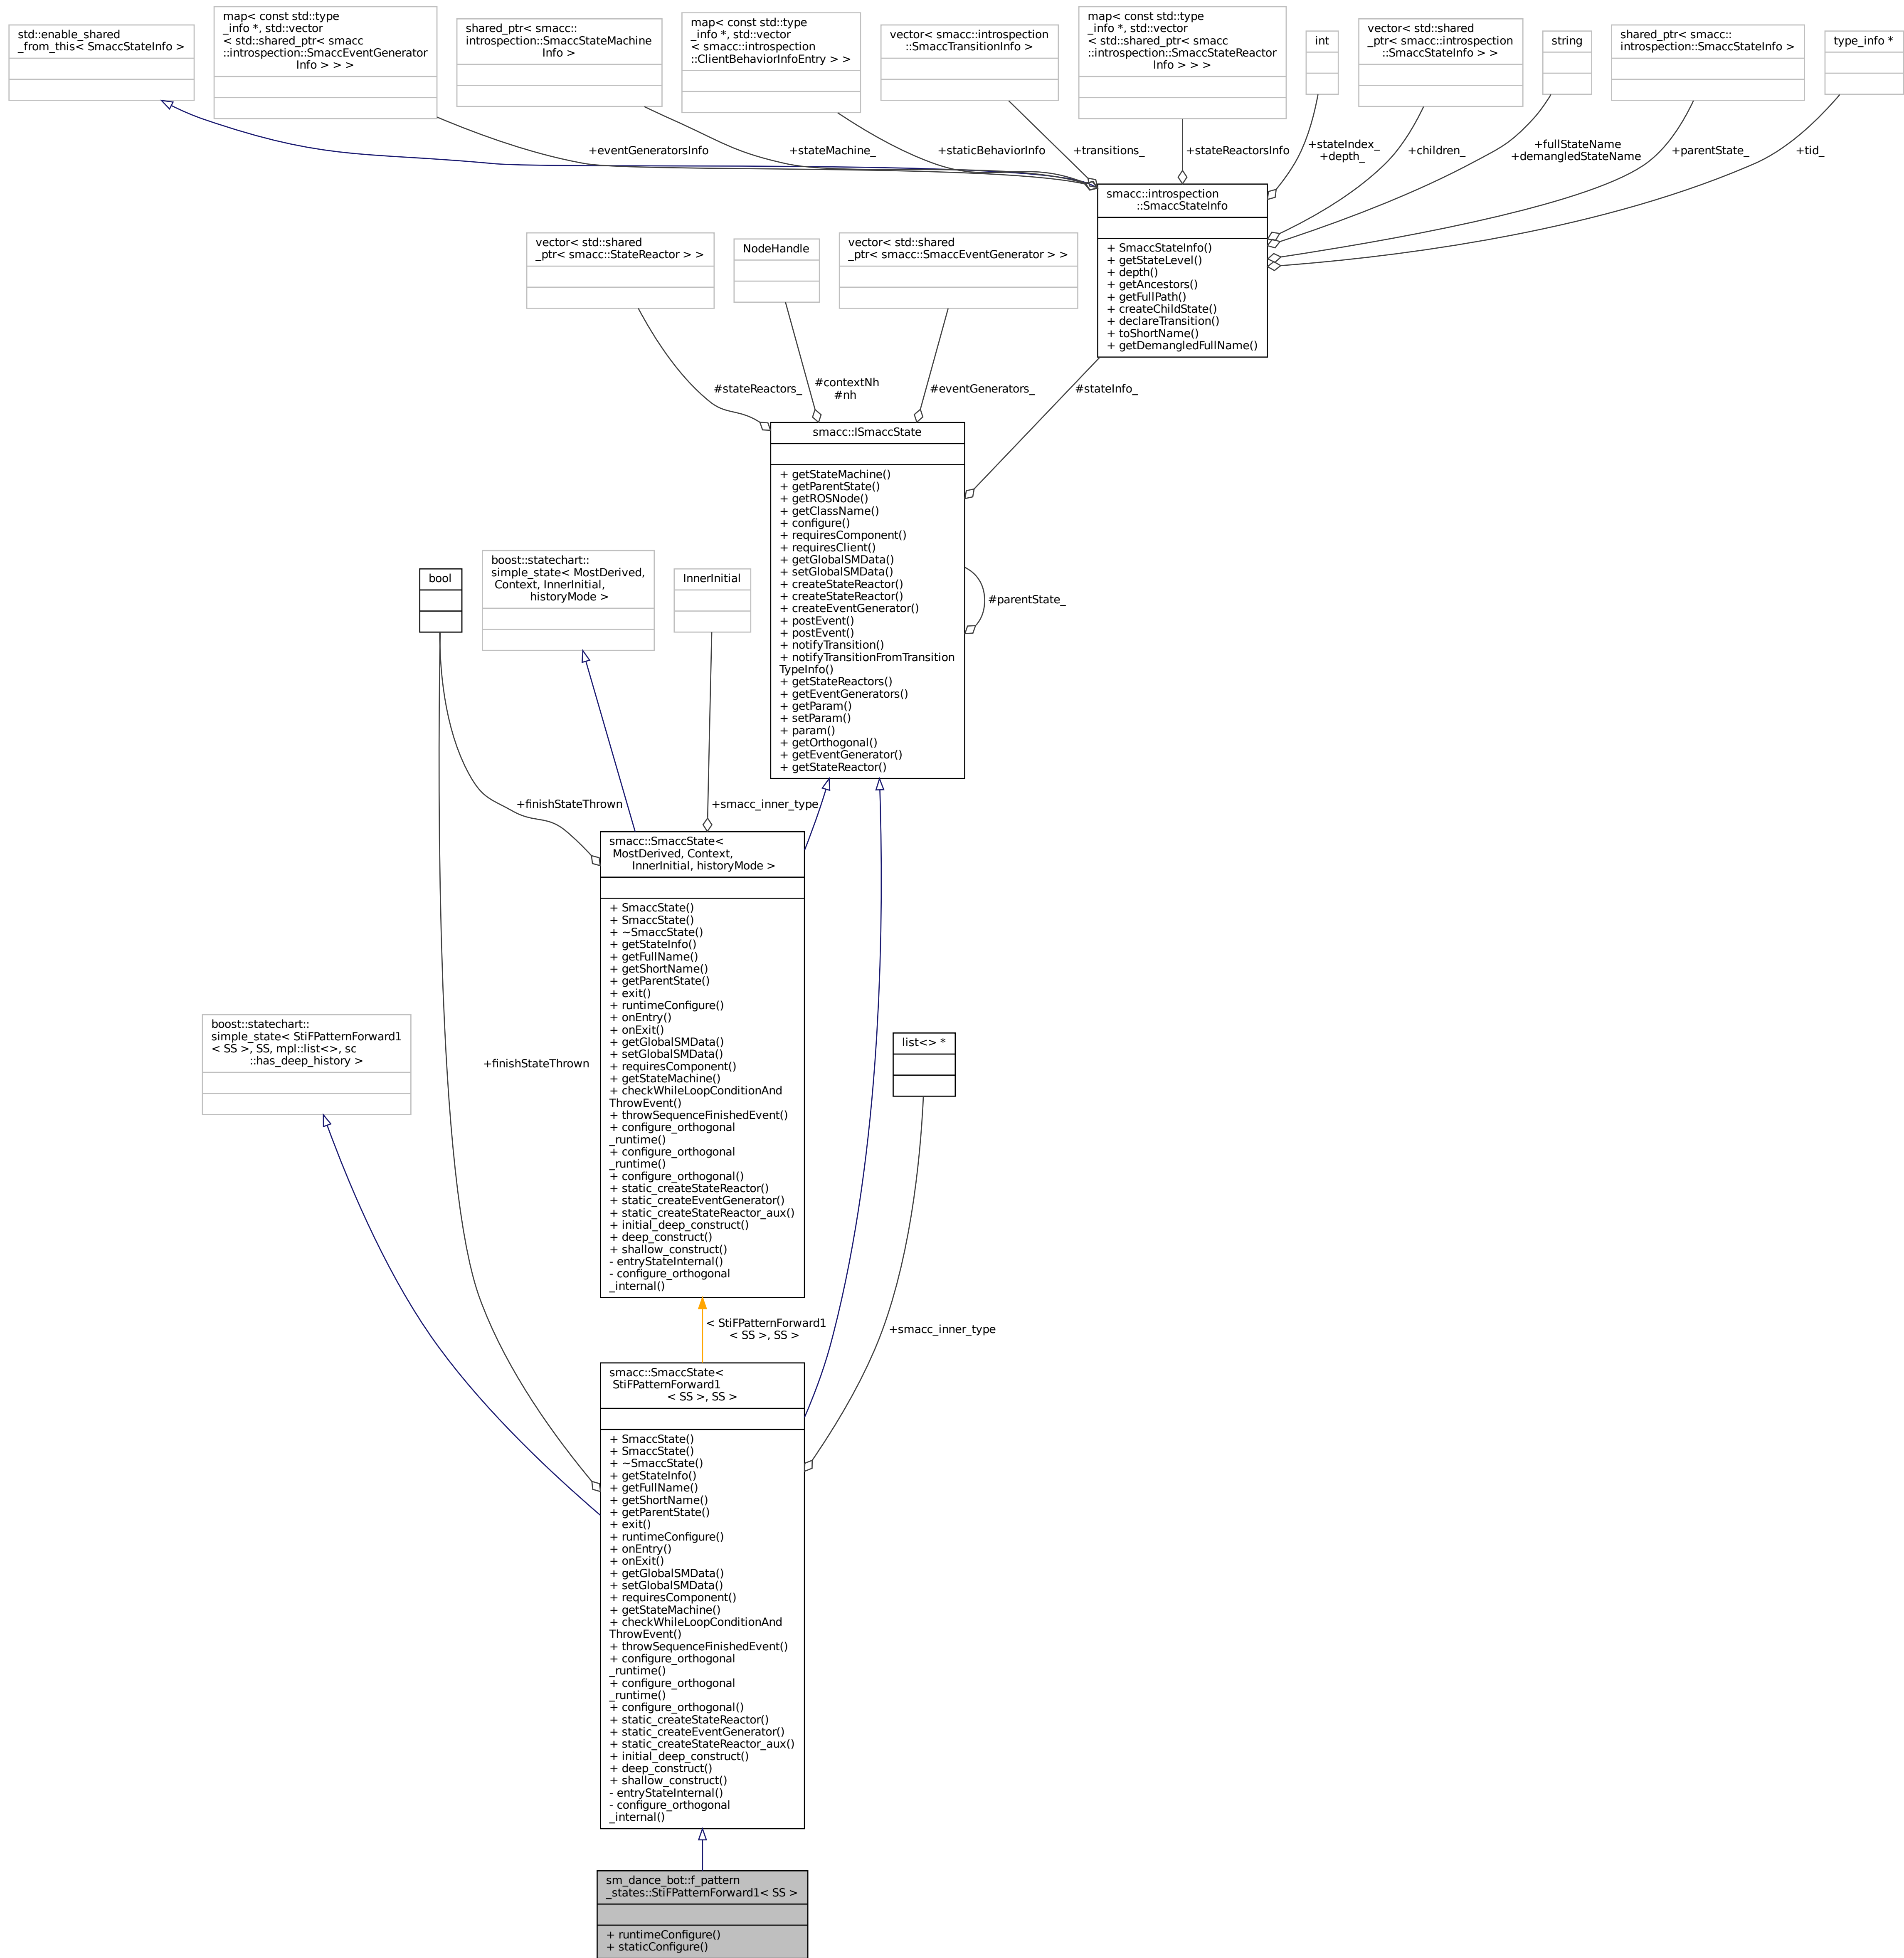 std::enable_shared
_from_this< SmaccStateInfo >
map< const std::type
_info *, std::vector
< std::shared_ptr< smacc
::introspection::SmaccEventGenerator
Info > > >
shared_ptr< smacc::
introspection::SmaccStateMachine
Info >
map< const std::type
_info *, std::vector
< smacc::introspection
::ClientBehaviorInfoEntry > >
vector< smacc::introspection
::SmaccTransitionInfo >
map< const std::type
_info *, std::vector
< std::shared_ptr< smacc
::introspection::SmaccStateReactor
Info > > >
int
vector< std::shared
_ptr< smacc::introspection
::SmaccStateInfo > >
string
shared_ptr< smacc::
introspection::SmaccStateInfo >
type_info *
+eventGeneratorsInfo
+stateMachine_
+staticBehaviorInfo
+transitions_
+stateReactorsInfo
+stateIndex_
+depth_
+children_
+fullStateName
+demangledStateName
+parentState_
+tid_
smacc::introspection
::SmaccStateInfo
+ SmaccStateInfo()
+ getStateLevel()
+ depth()
+ getAncestors()
+ getFullPath()
+ createChildState()
+ declareTransition()
+ toShortName()
+ getDemangledFullName()
vector< std::shared
_ptr< smacc::StateReactor > >
NodeHandle
vector< std::shared
_ptr< smacc::SmaccEventGenerator > >
#stateReactors_
#contextNh
#nh
#eventGenerators_
#stateInfo_
smacc::ISmaccState
+ getStateMachine()
+ getParentState()
+ getROSNode()
+ getClassName()
+ configure()
+ requiresComponent()
+ requiresClient()
+ getGlobalSMData()
+ setGlobalSMData()
+ createStateReactor()
+ createStateReactor()
+ createEventGenerator()
+ postEvent()
+ postEvent()
+ notifyTransition()
+ notifyTransitionFromTransition
TypeInfo()
+ getStateReactors()
+ getEventGenerators()
+ getParam()
+ setParam()
+ param()
+ getOrthogonal()
+ getEventGenerator()
+ getStateReactor()
#parentState_
bool
boost::statechart::
simple_state< MostDerived,
Context, InnerInitial,
historyMode >
InnerInitial
+finishStateThrown
+smacc_inner_type
smacc::SmaccState<
MostDerived, Context,
InnerInitial, historyMode >
+ SmaccState()
+ SmaccState()
+ ~SmaccState()
+ getStateInfo()
+ getFullName()
+ getShortName()
+ getParentState()
+ exit()
+ runtimeConfigure()
+ onEntry()
+ onExit()
+ getGlobalSMData()
+ setGlobalSMData()
+ requiresComponent()
+ getStateMachine()
+ checkWhileLoopConditionAnd
ThrowEvent()
+ throwSequenceFinishedEvent()
+ configure_orthogonal
_runtime()
+ configure_orthogonal
_runtime()
+ configure_orthogonal()
+ static_createStateReactor()
+ static_createEventGenerator()
+ static_createStateReactor_aux()
+ initial_deep_construct()
+ deep_construct()
+ shallow_construct()
- entryStateInternal()
- configure_orthogonal
_internal()
boost::statechart::
simple_state< StiFPatternForward1
< SS >, SS, mpl::list<>, sc
::has_deep_history >
+finishStateThrown
list<> *
< StiFPatternForward1
< SS >, SS >
+smacc_inner_type
smacc::SmaccState<
StiFPatternForward1
< SS >, SS >
+ SmaccState()
+ SmaccState()
+ ~SmaccState()
+ getStateInfo()
+ getFullName()
+ getShortName()
+ getParentState()
+ exit()
+ runtimeConfigure()
+ onEntry()
+ onExit()
+ getGlobalSMData()
+ setGlobalSMData()
+ requiresComponent()
+ getStateMachine()
+ checkWhileLoopConditionAnd
ThrowEvent()
+ throwSequenceFinishedEvent()
+ configure_orthogonal
_runtime()
+ configure_orthogonal
_runtime()
+ configure_orthogonal()
+ static_createStateReactor()
+ static_createEventGenerator()
+ static_createStateReactor_aux()
+ initial_deep_construct()
+ deep_construct()
+ shallow_construct()
- entryStateInternal()
- configure_orthogonal
_internal()
sm_dance_bot::f_pattern
_states::StiFPatternForward1< SS >
+ runtimeConfigure()
+ staticConfigure()